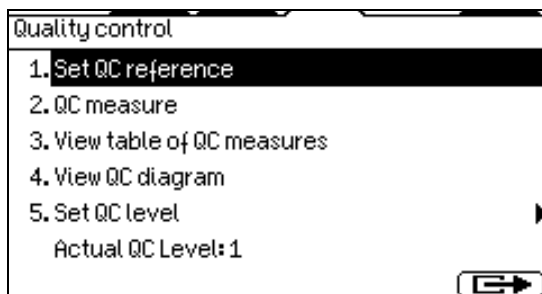 Quality control
1. Set QC reference
2. QC measure
3. View table of QC measures
4. View QC diagram
5. Set QC level
Actual QC Level: 1